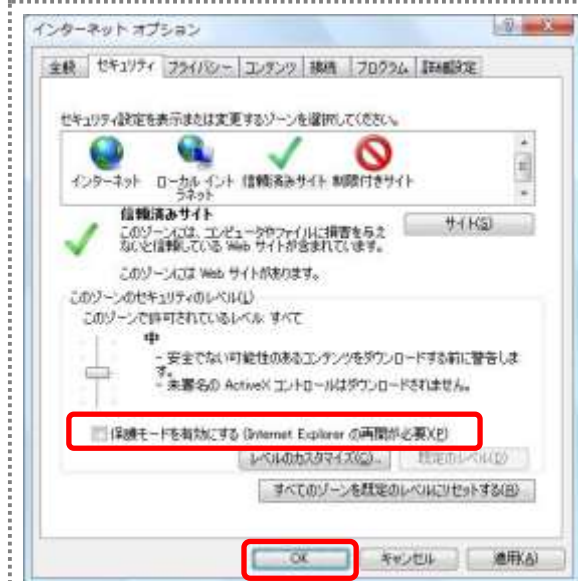 インターネット オプション
全般 セキュリティ プライバシー コンテンツ 接続 プログラム 詳細設定
セキュリティ設定を表示または変更するゾーンを選択してください。
インターネット ローカル イントラネット 信頼済みサイト 制限付きサイト
信頼済みサイト
サイト(S)
このゾーンには、コンピュータやファイルに損害を与え
ないと信頼している Web サイトが含まれています。
このゾーンには Web サイトがあります。
このゾーンのセキュリティのレベル(L)
このゾーンで許可されているレベル: すべて
中
- 安全でない可能性のあるコンテンツをダウンロードする前に警告しま
す。
- 未署名の ActiveX コントロールはダウンロードされません。
保護モードを有効にする (Internet Explorer の再開が必要)(P)
レベルのカスタマイズ(C)... 既定のレベル(D)
すべてのゾーンを既定のレベルにリセットする(R)
OK キャンセル 適用(A)